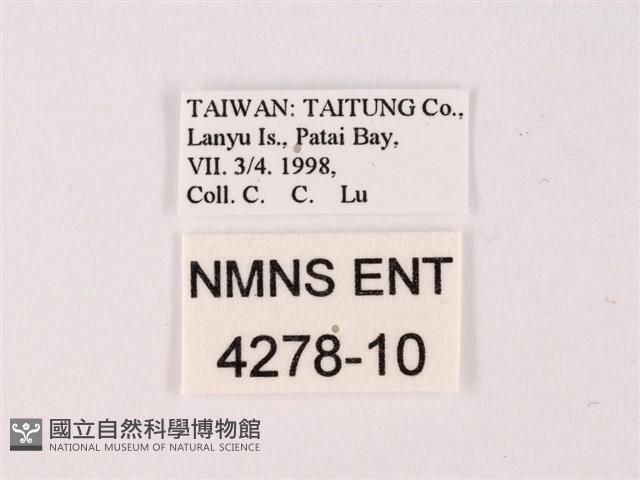 TAIWAN: TAITUNG Co.,
Lanyu Is., Patai Bay,
VII. 3/4. 1998,
Coll. C. C. Lu
NMNS ENT
4278-10
國立自然科學博物館
NATIONAL MUSEUM OF NATURAL SCIENCE